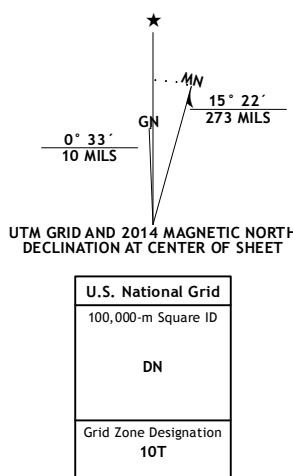 ★
MN
GN
15° 22´
273 MILS
0° 33´
10 MILS
UTM GRID AND 2014 MAGNETIC NORTH
DECLINATION AT CENTER OF SHEET
U.S. National Grid
100,000-m Square ID
DN
Grid Zone Designation
10T